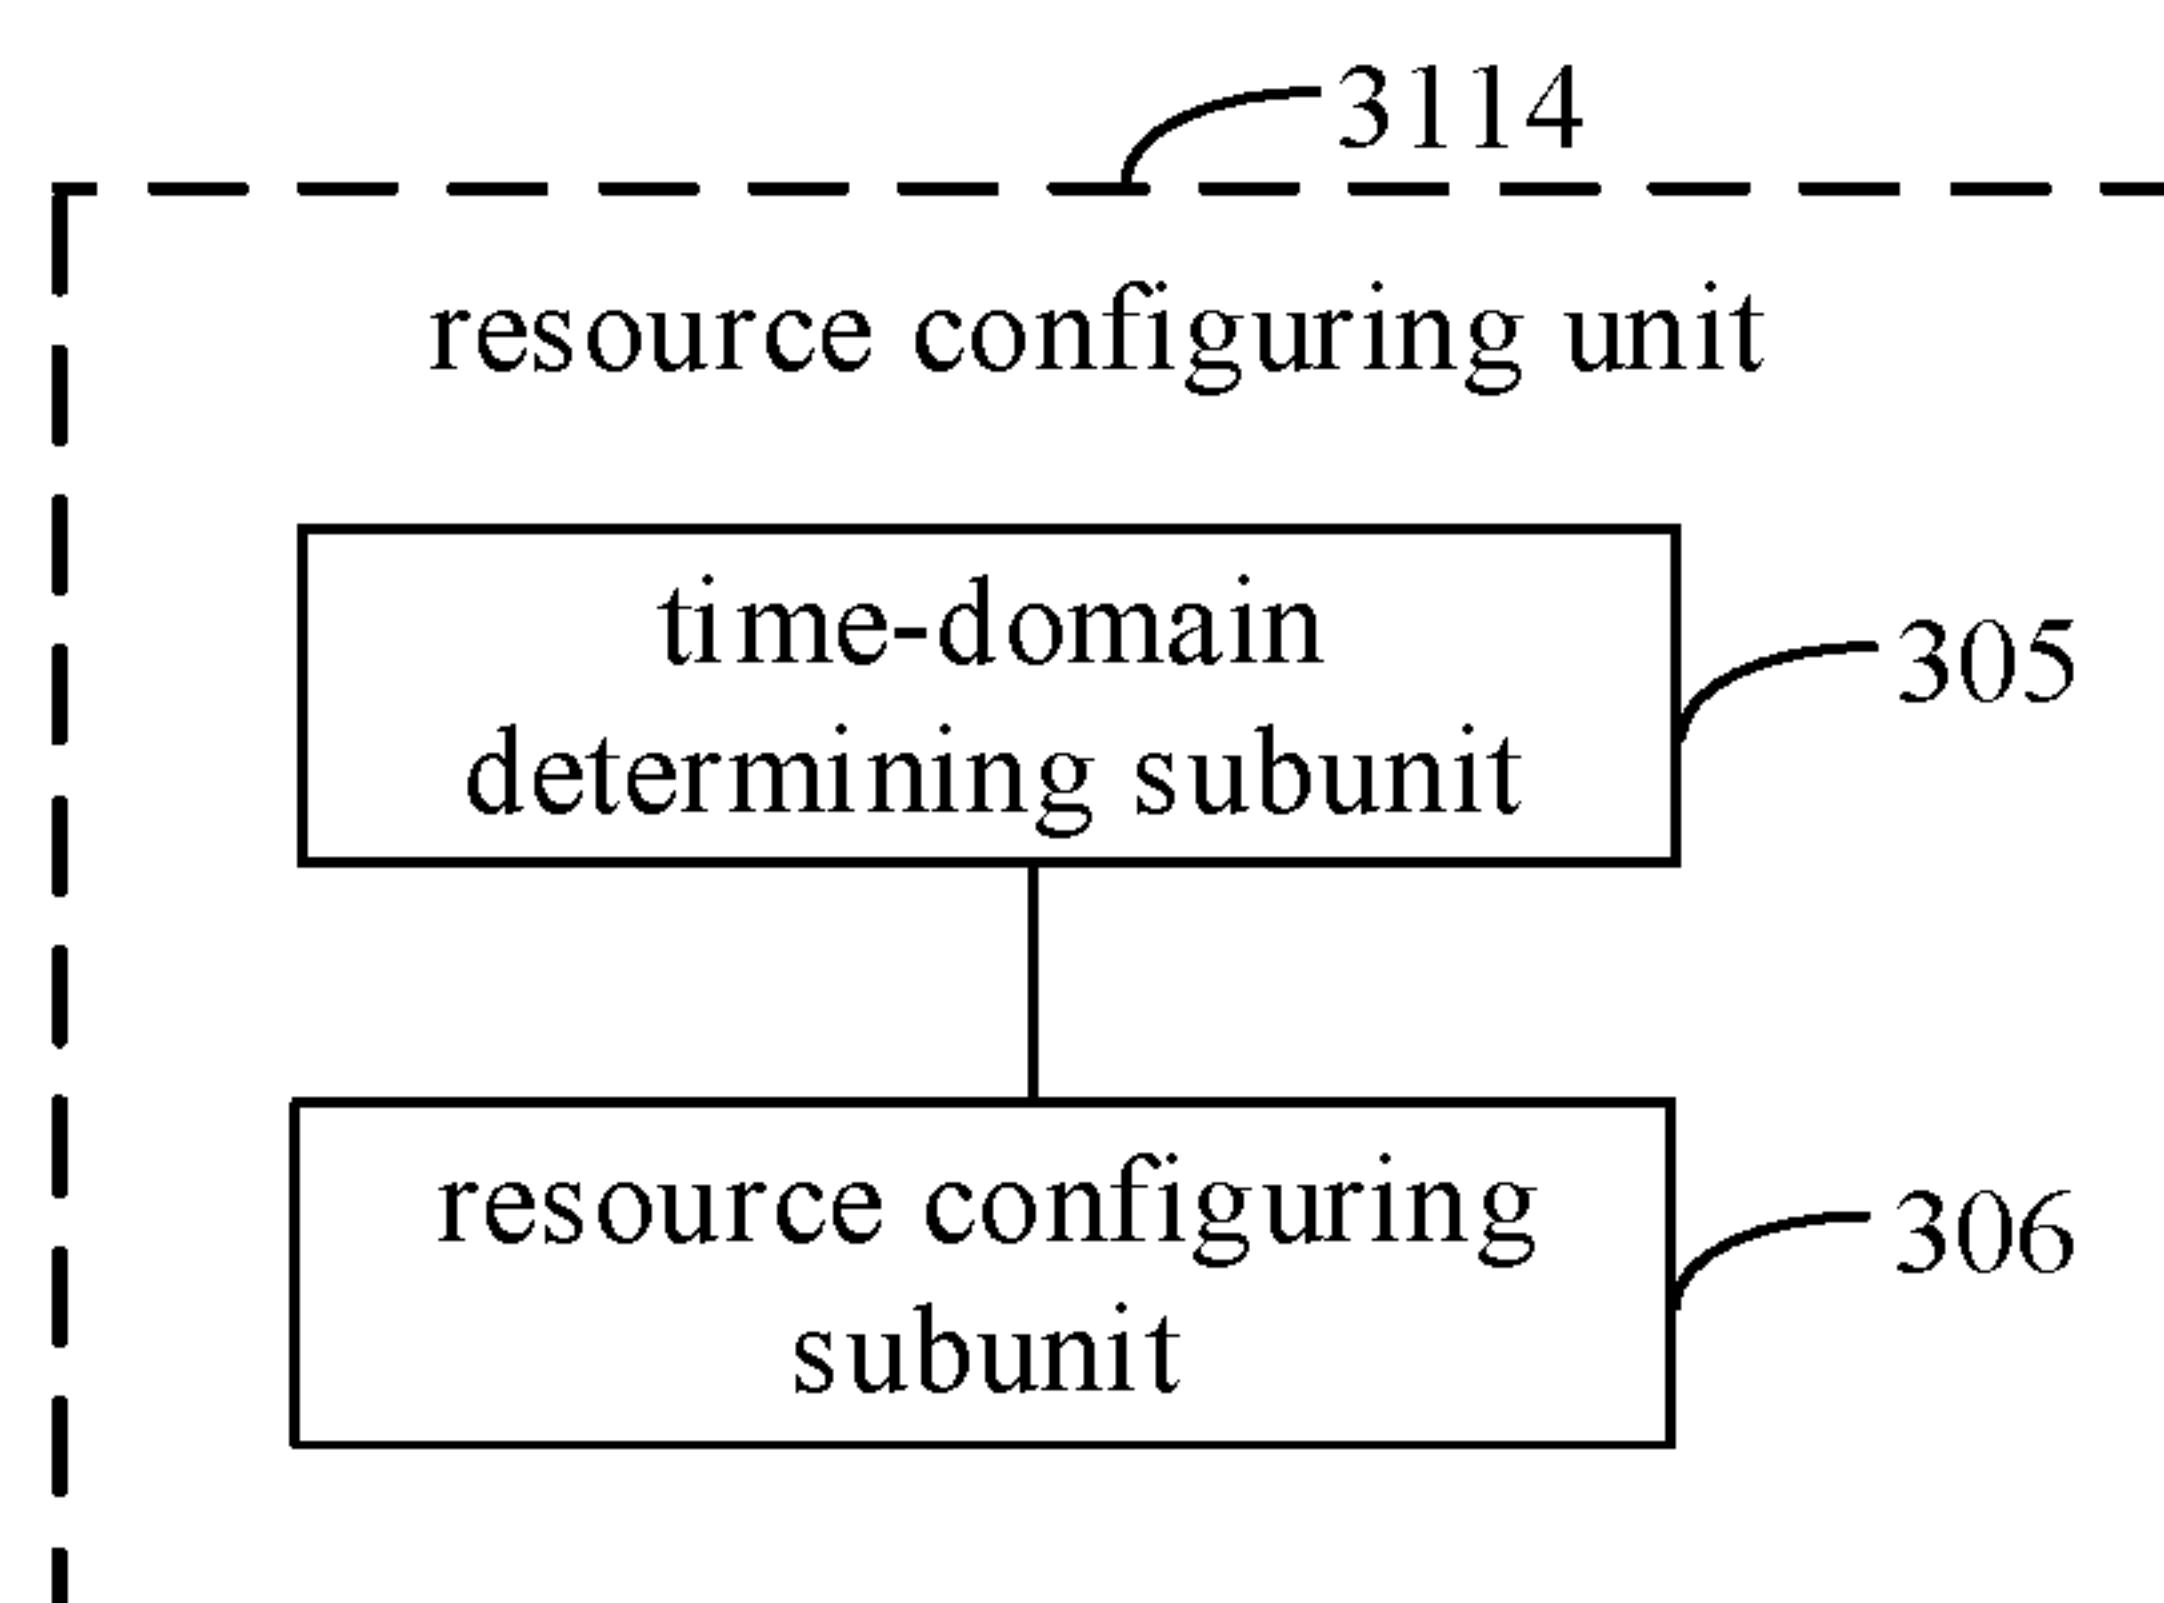 3114
resource configuring unit
time-domain
determining subunit
305
resource configuring
subunit
306